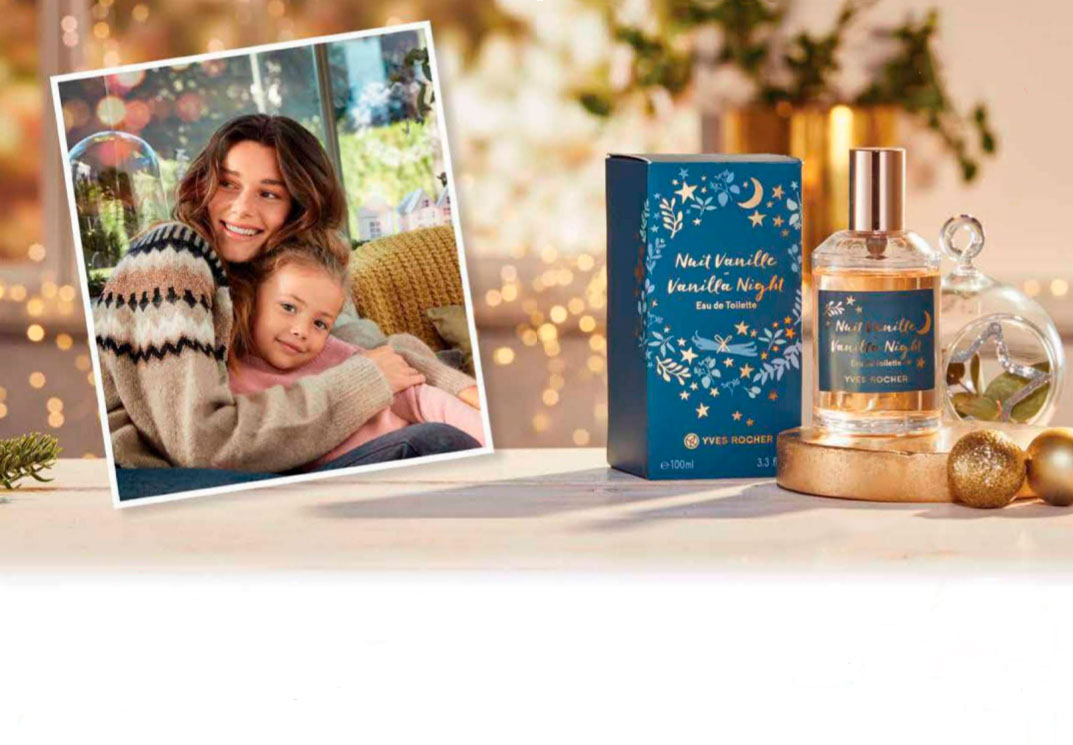 Nuit Vanille
-
Vanilla Night
Eau de Toilette
YVES ROCHER
℮100ml
3.3 f
Nuit Vanille
-
Vanilla Night
Eau de Toilette
YVES ROCHER